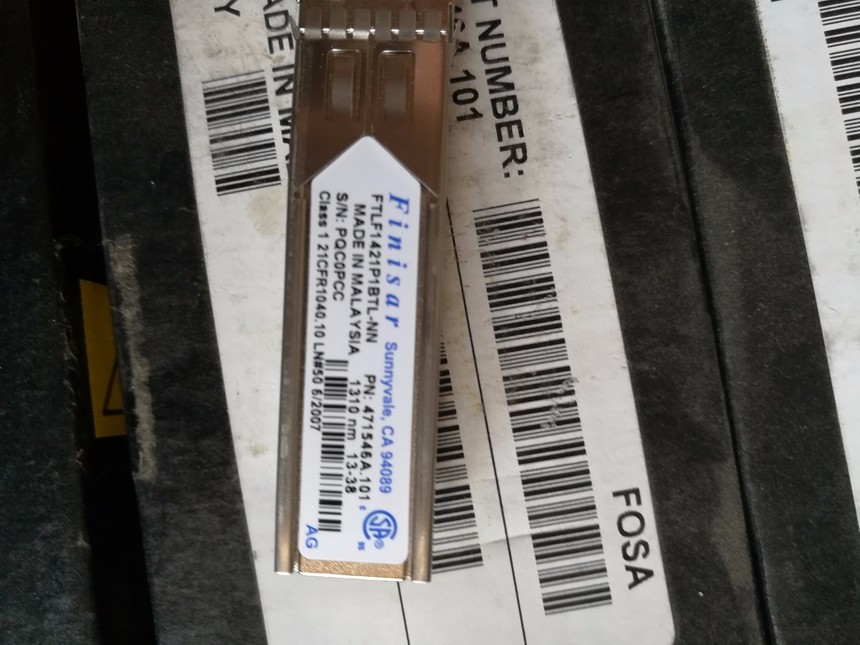 Finisar Sunnyvale, CA 94089
FTLF1421P1BTL-NN PN: 471546A.101
MADE IN MALAYSIA 1310 nm 13-38
S/N: PQC0PCC
Class 1 21CFR1040.10 LN#50 6/2007
AG
NUMBER:
101
FOSA